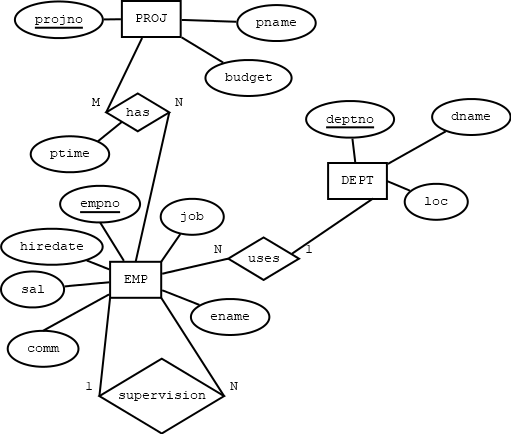 projno
PROJ
pname
budget
M
has
N
ptime
deptno
dname
DEPT
loc
empno
job
hiredate
N
uses
1
sal
EMP
ename
comm
1
supervision
N